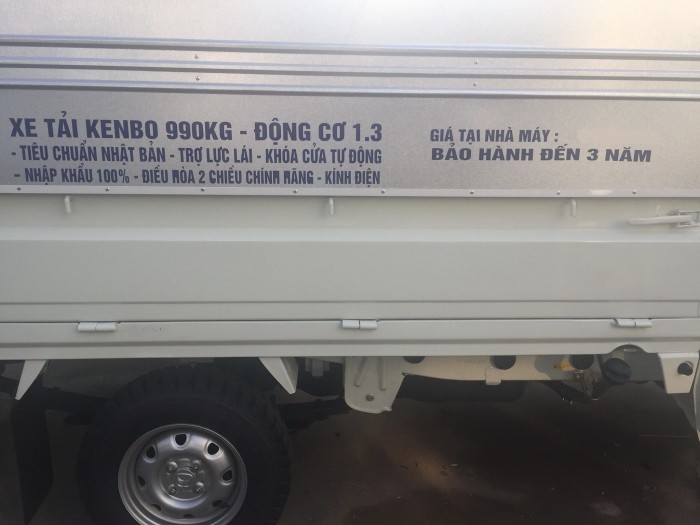 XE TẢI KENBO 990KG - ĐỘNG CƠ 1.3
- TIÊU CHUẨN NHẬT BẢN - TRỢ LỰC LÁI - KHÓA CỬA TỰ ĐỘNG
- NHẬP KHẨU 100% - ĐIỀU HÒA 2 CHIỀU CHÍNH HÃNG - KÍNH ĐIỆN
GIÁ TẠI NHÀ MÁY :
BẢO HÀNH ĐẾN 3 NĂM